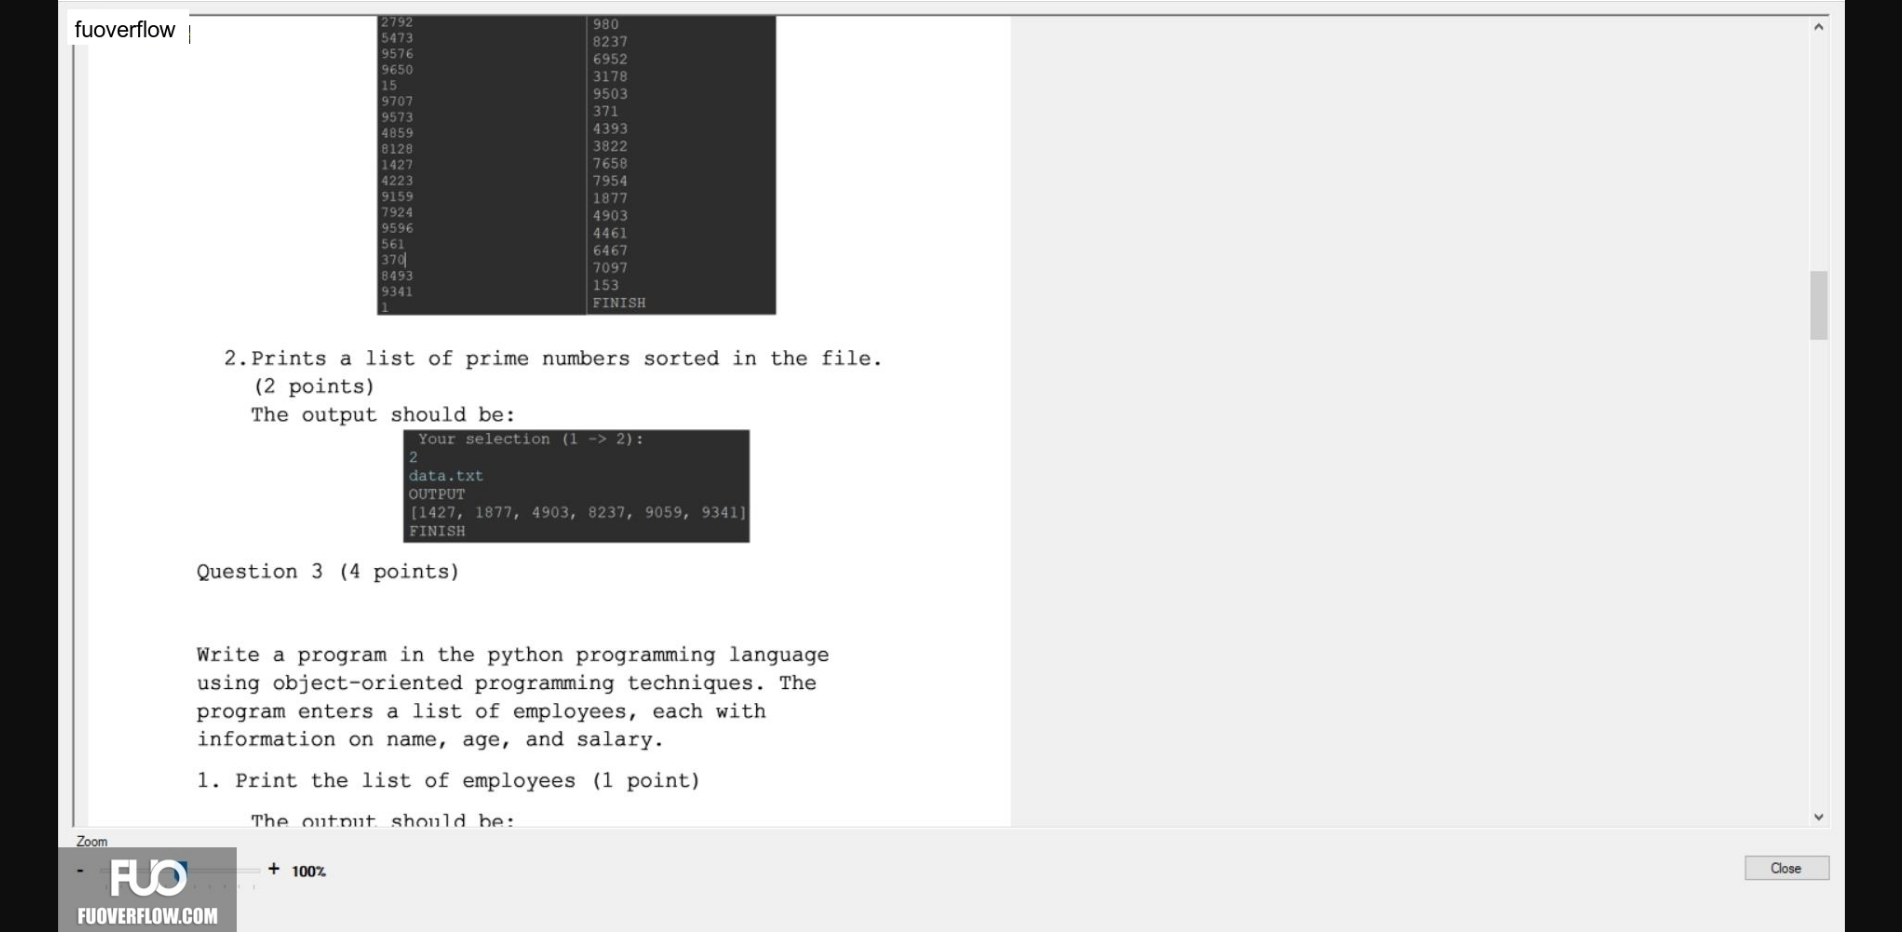 fuoverflow
2792
5473
9576
9650
15
9707
9573
4859
8128
1427
4223
9159
7924
9596
561
370
8493
9341
1
980
8237
6952
3178
9503
371
4393
3822
7658
7954
1877
4903
4461
6467
7097
153
FINISH
2.Prints a list of prime numbers sorted in the file.
(2 points)
The output should be:
Your selection (1 -> 2):
2
data.txt
OUTPUT
[1427, 1877, 4903, 8237, 9059, 9341]
FINISH
Question 3 (4 points)
Write a program in the python programming language
using object-oriented programming techniques. The
program enters a list of employees, each with
information on name, age, and salary.
1. Print the list of employees (1 point)
The output should be:
Zoom
- + 100%
Close
FUO
FUOVERFLOW.COM